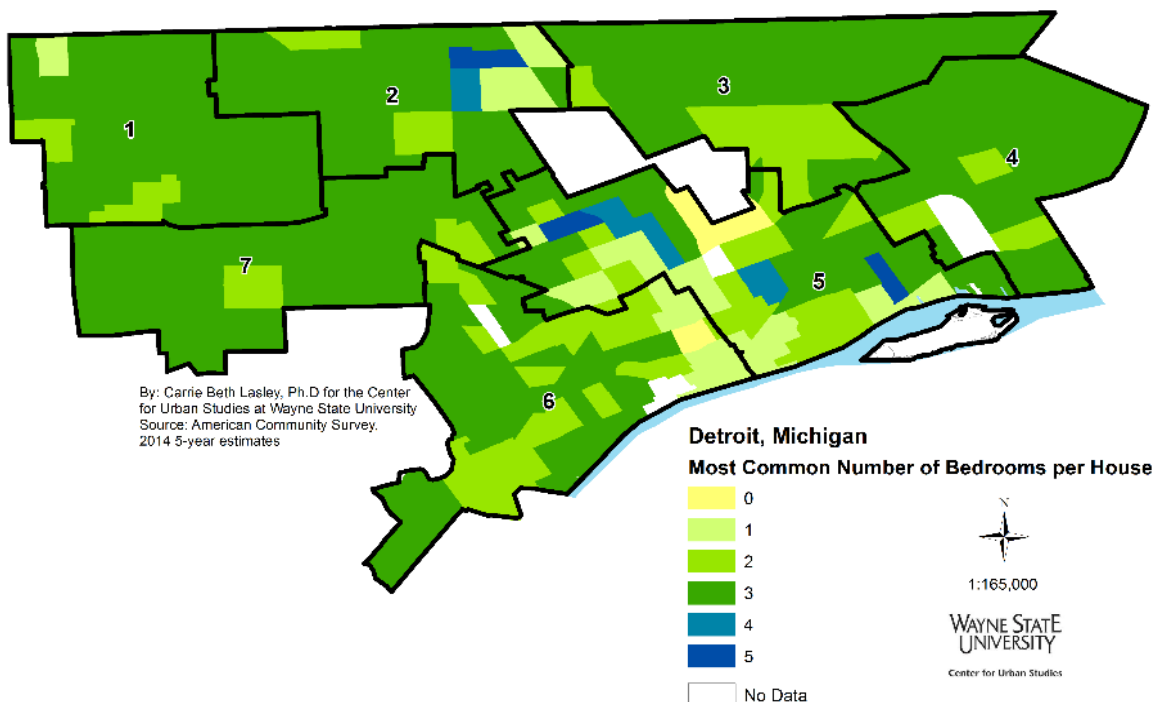 1
2
3
4
5
6
7
By: Carrie Beth Lasley, Ph.D for the Center
for Urban Studies at Wayne State University
Source: American Community Survey.
2014 5-year estimates
Detroit, Michigan
Most Common Number of Bedrooms per House
0
1
2
3
4
5
No Data
N
1:165,000
WAYNE STATE
UNIVERSITY
Center for Urban Studies